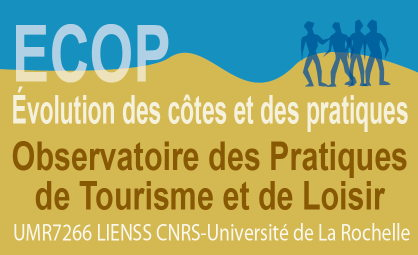 ECOP
Évolution des côtes et des pratiques
Observatoire des Pratiques
de Tourisme et de Loisir
UMR7266 LIENSS CNRS-Université de La Rochelle